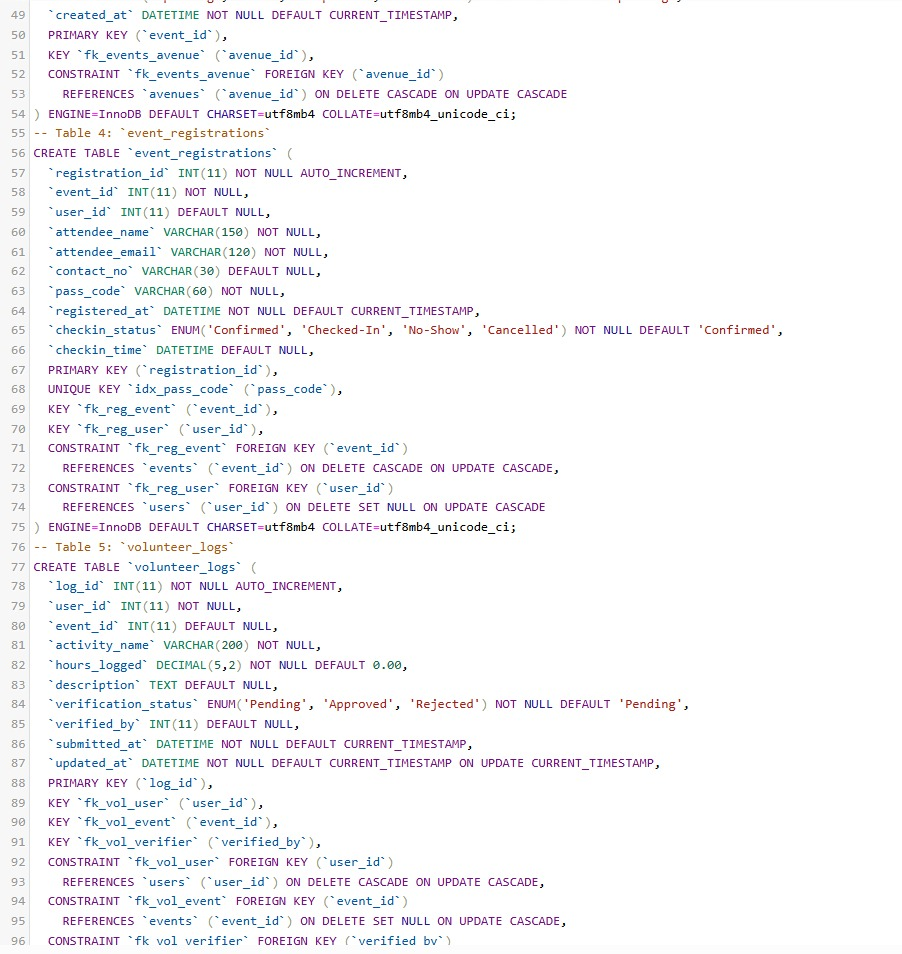 49 `created_at` DATETIME NOT NULL DEFAULT CURRENT_TIMESTAMP,
50 PRIMARY KEY (`event_id`),
51 KEY `fk_events_avenue` (`avenue_id`),
52 CONSTRAINT `fk_events_avenue` FOREIGN KEY (`avenue_id`)
53 REFERENCES `avenues` (`avenue_id`) ON DELETE CASCADE ON UPDATE CASCADE
54 ) ENGINE=InnoDB DEFAULT CHARSET=utf8mb4 COLLATE=utf8mb4_unicode_ci;
55 -- Table 4: `event_registrations`
56 CREATE TABLE `event_registrations` (
57 `registration_id` INT(11) NOT NULL AUTO_INCREMENT,
58 `event_id` INT(11) NOT NULL,
59 `user_id` INT(11) DEFAULT NULL,
60 `attendee_name` VARCHAR(150) NOT NULL,
61 `attendee_email` VARCHAR(120) NOT NULL,
62 `contact_no` VARCHAR(30) DEFAULT NULL,
63 `pass_code` VARCHAR(60) NOT NULL,
64 `registered_at` DATETIME NOT NULL DEFAULT CURRENT_TIMESTAMP,
65 `checkin_status` ENUM('Confirmed', 'Checked-In', 'No-Show', 'Cancelled') NOT NULL DEFAULT 'Confirmed',
66 `checkin_time` DATETIME DEFAULT NULL,
67 PRIMARY KEY (`registration_id`),
68 UNIQUE KEY `idx_pass_code` (`pass_code`),
69 KEY `fk_reg_event` (`event_id`),
70 KEY `fk_reg_user` (`user_id`),
71 CONSTRAINT `fk_reg_event` FOREIGN KEY (`event_id`)
72 REFERENCES `events` (`event_id`) ON DELETE CASCADE ON UPDATE CASCADE,
73 CONSTRAINT `fk_reg_user` FOREIGN KEY (`user_id`)
74 REFERENCES `users` (`user_id`) ON DELETE SET NULL ON UPDATE CASCADE
75 ) ENGINE=InnoDB DEFAULT CHARSET=utf8mb4 COLLATE=utf8mb4_unicode_ci;
76 -- Table 5: `volunteer_logs`
77 CREATE TABLE `volunteer_logs` (
78 `log_id` INT(11) NOT NULL AUTO_INCREMENT,
79 `user_id` INT(11) NOT NULL,
80 `event_id` INT(11) DEFAULT NULL,
81 `activity_name` VARCHAR(200) NOT NULL,
82 `hours_logged` DECIMAL(5,2) NOT NULL DEFAULT 0.00,
83 `description` TEXT DEFAULT NULL,
84 `verification_status` ENUM('Pending', 'Approved', 'Rejected') NOT NULL DEFAULT 'Pending',
85 `verified_by` INT(11) DEFAULT NULL,
86 `submitted_at` DATETIME NOT NULL DEFAULT CURRENT_TIMESTAMP,
87 `updated_at` DATETIME NOT NULL DEFAULT CURRENT_TIMESTAMP ON UPDATE CURRENT_TIMESTAMP,
88 PRIMARY KEY (`log_id`),
89 KEY `fk_vol_user` (`user_id`),
90 KEY `fk_vol_event` (`event_id`),
91 KEY `fk_vol_verifier` (`verified_by`),
92 CONSTRAINT `fk_vol_user` FOREIGN KEY (`user_id`)
93 REFERENCES `users` (`user_id`) ON DELETE CASCADE ON UPDATE CASCADE,
94 CONSTRAINT `fk_vol_event` FOREIGN KEY (`event_id`)
95 REFERENCES `events` (`event_id`) ON DELETE SET NULL ON UPDATE CASCADE,
96 CONSTRAINT `fk_vol_verifier` FOREIGN KEY (`verified_by`)